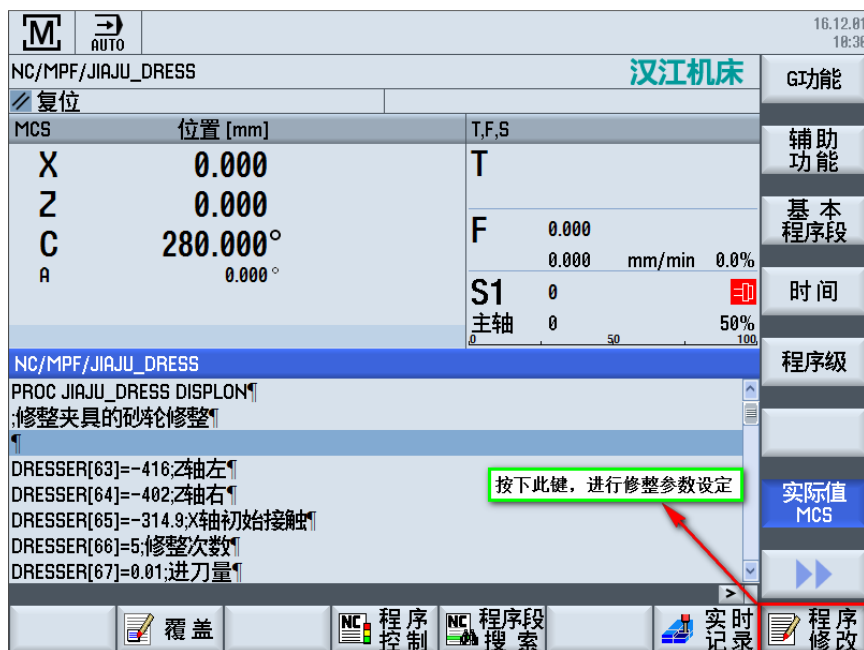 M
AUTO
16.12.01
10:36
NC/MPF/JIAJU_DRESS
汉江机床
复位
MCS 位置 [mm]
X 0.000
Z 0.000
C 280.000°
A 0.000 °
T,F,S
T
F 0.000
0.000 mm/min 0.0%
S1 0
主轴 0 50%
0 50 100
NC/MPF/JIAJU_DRESS
PROC JIAJU_DRESS DISPLON¶
;修整夹具的砂轮修整¶
¶
DRESSER[63]=-416;Z轴左¶
DRESSER[64]=-402;Z轴右¶
DRESSER[65]=-314.9;X轴初始接触¶
DRESSER[66]=5;修整次数¶
DRESSER[67]=0.01;进刀量¶
按下此键，进行修整参数设定
G功能
辅助
功能
基本
程序段
时间
程序级
实际值
MCS
覆盖
NC 程序
控制
NC 程序段
搜索
实时
记录
程序
修改